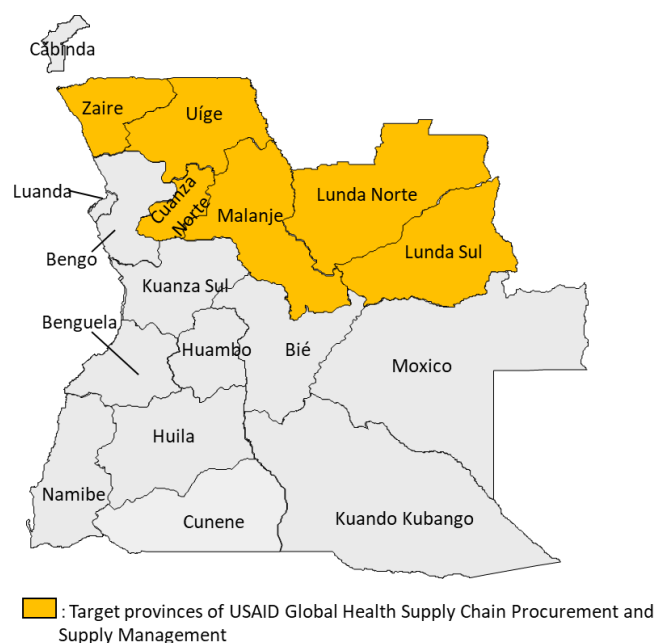 Cabinda
Zaire
Uíge
Luanda
Cuanza
Norte
Malanje
Lunda Norte
Lunda Sul
Bengo
Kuanza Sul
Benguela
Huambo
Bié
Moxico
Huila
Namibe
Cunene
Kuando Kubango
: Target provinces of USAID Global Health Supply Chain Procurement and
Supply Management